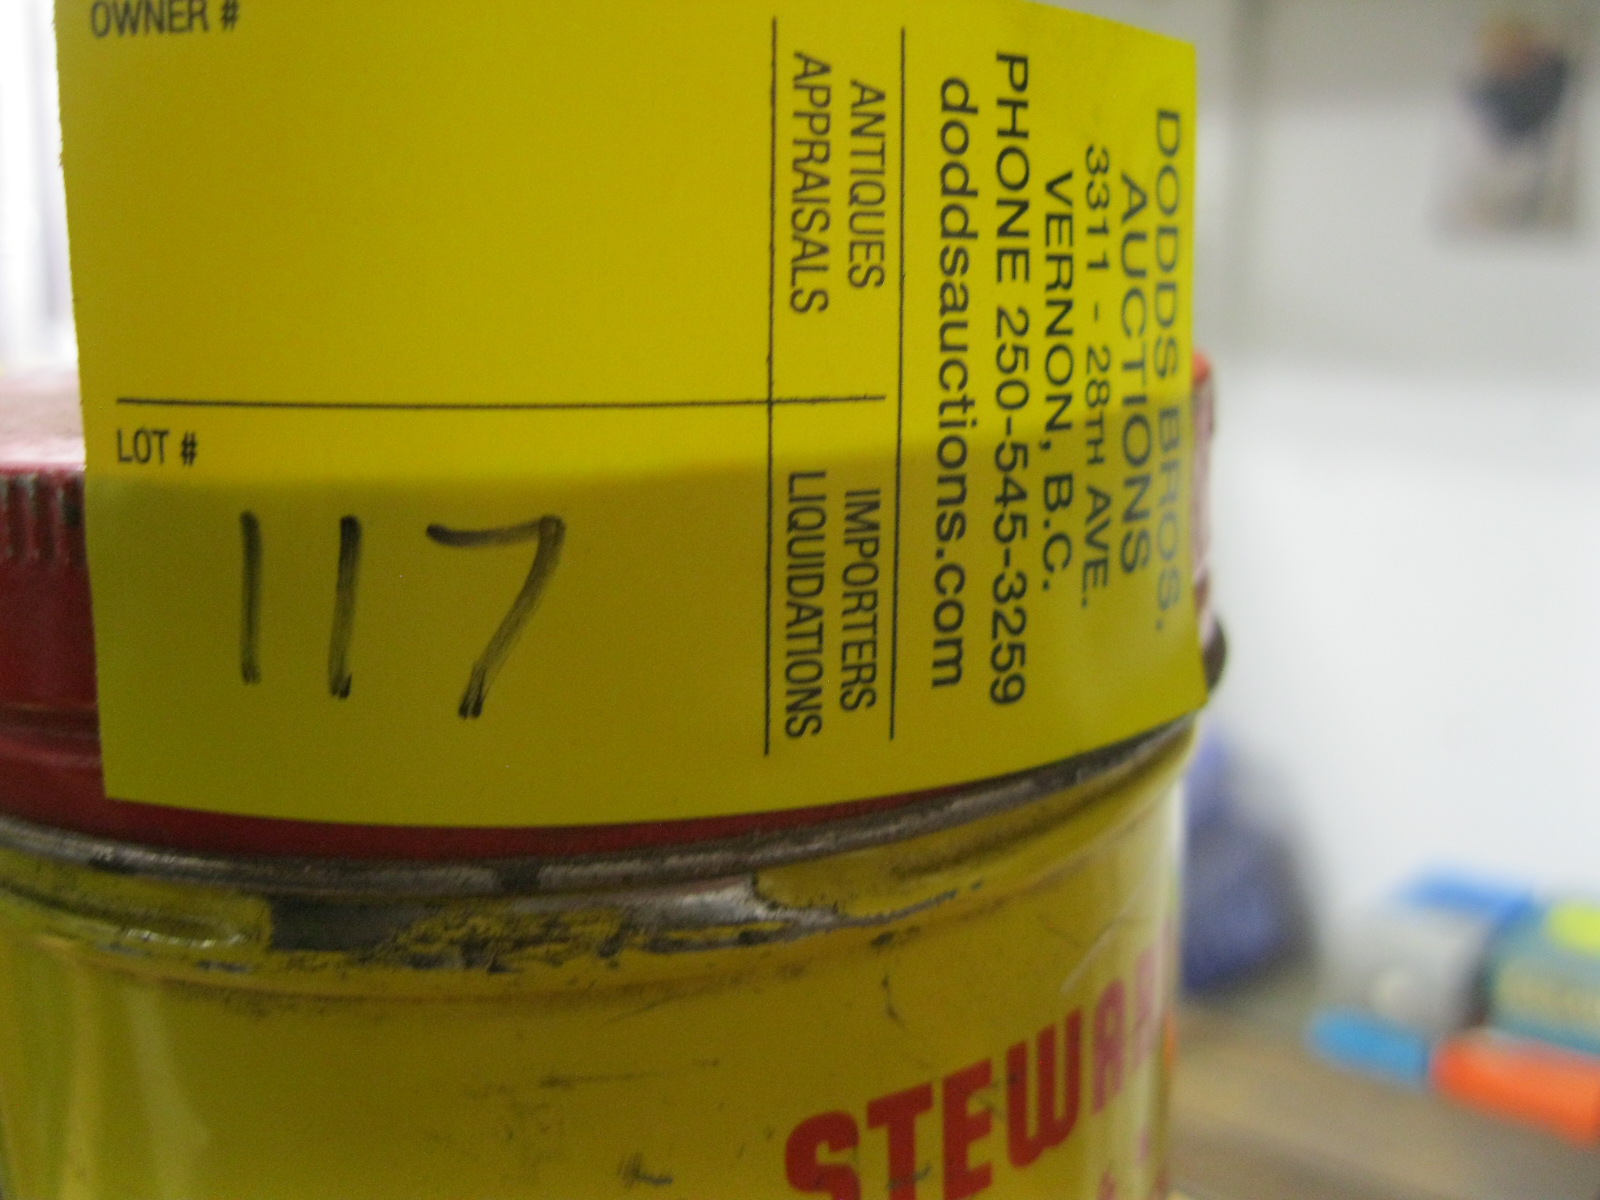 OWNER #
LOT #
117
ANTIQUES
APPRAISALS
IMPORTERS
LIQUIDATIONS
DODDS BROS.
AUCTIONS
3311 - 28TH AVE.
VERNON, B.C.
PHONE 250-545-3259
doddsauctions.com